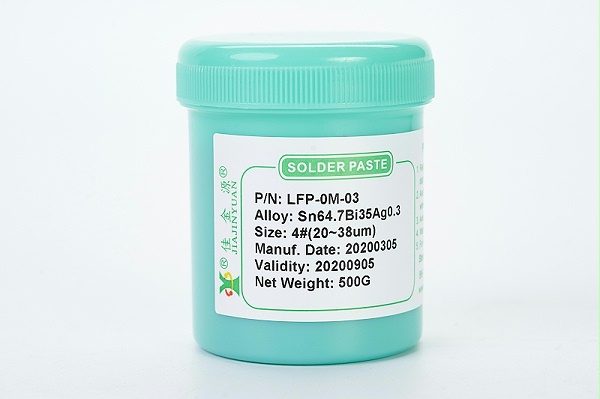 SOLDER PASTE
P/N: LFP-0M-03
Alloy: Sn64.7Bi35Ag0.3
Size: 4#(20~38um)
Manuf. Date: 20200305
Validity: 20200905
Net Weight: 500G
® 佳金源®
JIAJINYUAN